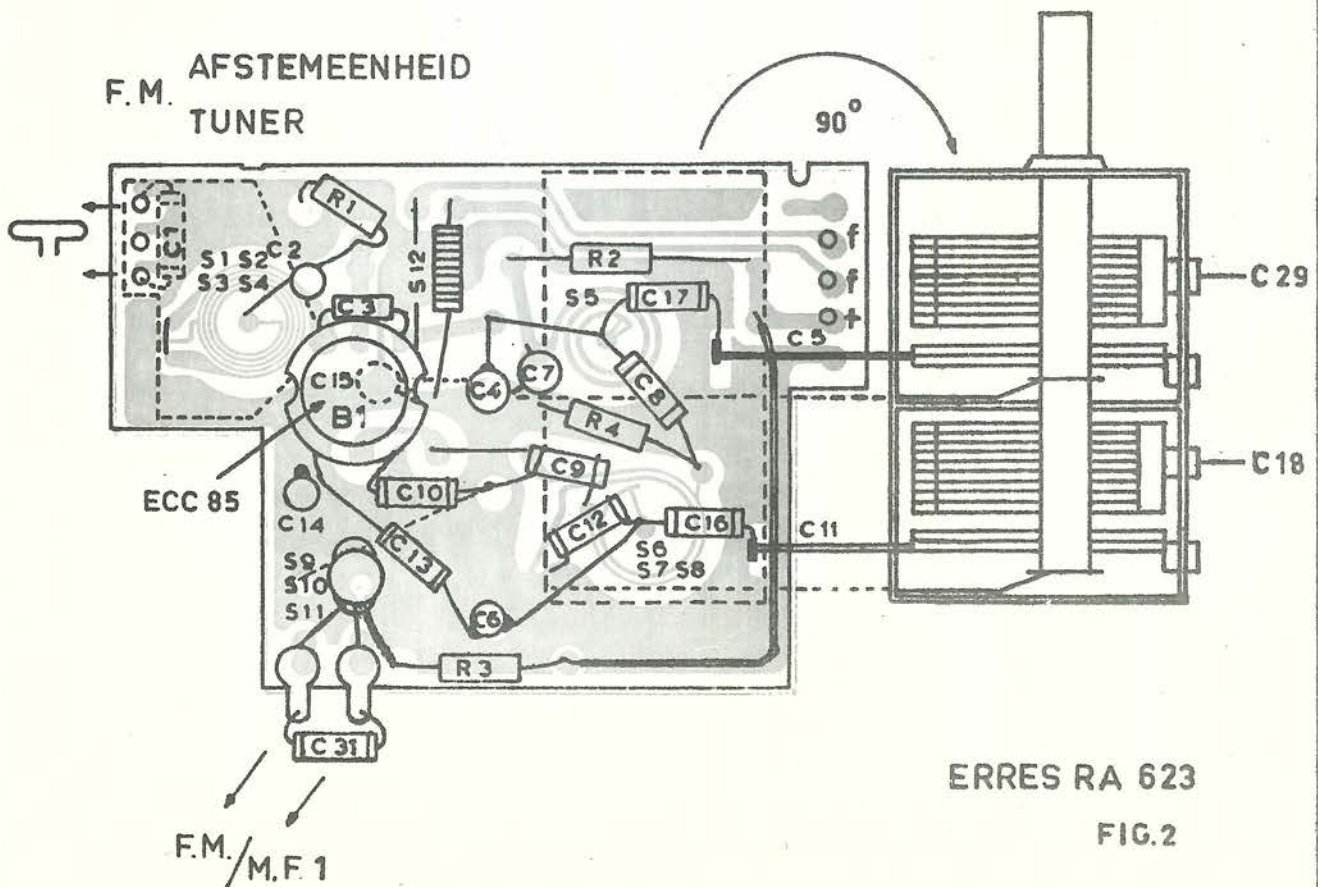 F.M. AFSTEMEENHEID
TUNER
90°
C1
S1 S2 C2
S3 S4
R1
C3
S12
R2
S5
C17
f
f
+
C5
C29
C15
B1
C4
C7
C8
R4
ECC 85
C14
C10
C9
C12
C16
C11
C18
C13
S6
S7 S8
S9
S10
S11
C6
R3
C31
F.M./M.F.1
ERRES RA 623
FIG.2